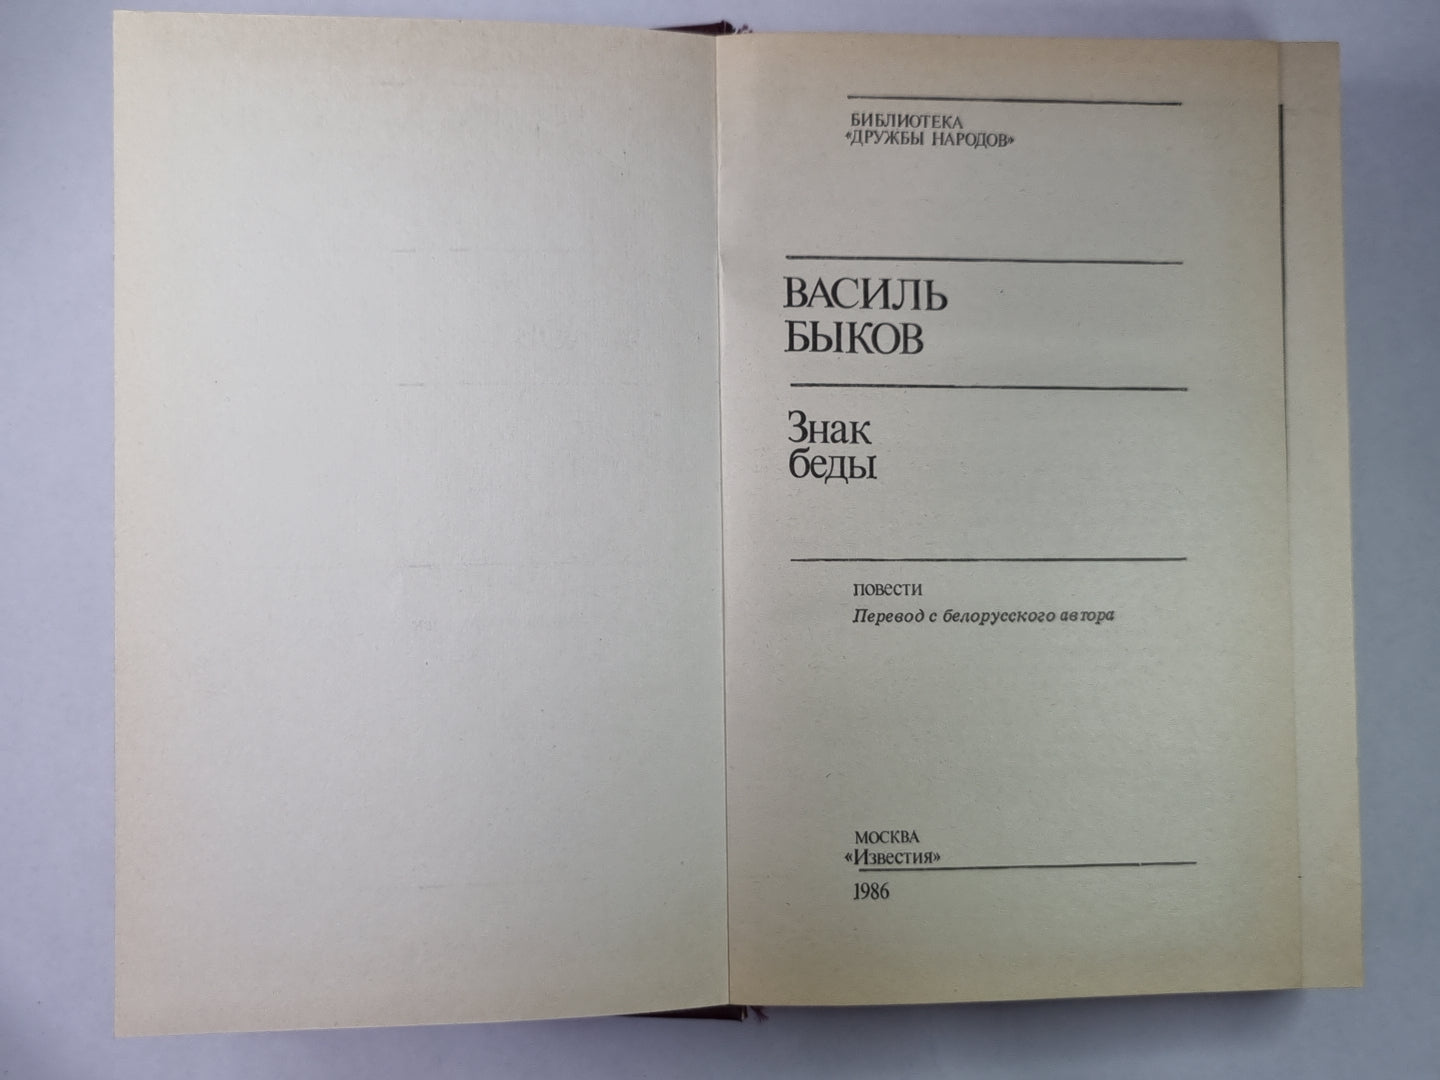 БИБЛИОТЕКА
«ДРУЖБЫ НАРОДОВ»
ВАСИЛЬ
БЫКОВ
Знак
беды
ПОВЕСТИ
Перевод с белорусского автора
МОСКВА
«Известия»
1986